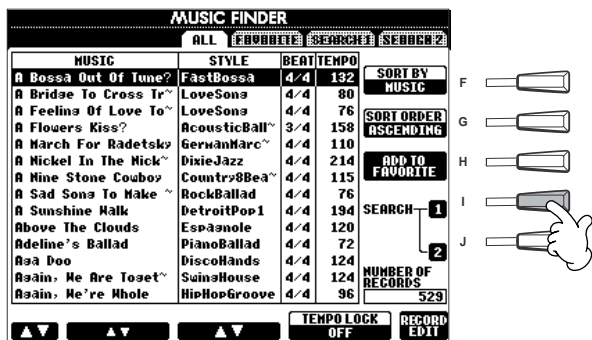 MUSIC FINDER
ALL FAVORITE SEARCH 1 SEARCH 2
MUSIC STYLE BEAT TEMPO
A Bossa Out Of Tune? FastBossa 4/4 132
A Bridge To Cross Tr~ LoveSong 4/4 80
A Feeling Of Love To~ LoveSong 4/4 76
A Flowers Kiss? AcousticBall~ 3/4 158
A March For Radetsky GermanMarc~ 4/4 110
A Nickel In The Nick~ DixieJazz 4/4 214
A Nine Stone Cowboy Country8Bea~ 4/4 115
A Sad Song To Make ~ RockBallad 4/4 76
A Sunshine Walk DetroitPop1 4/4 194
Above The Clouds Espagnole 4/4 120
Adeline's Ballad PianoBallad 4/4 72
Aga Doo DiscoHands 4/4 124
Again, We Are Toget~ SwingHouse 4/4 124
Again, We're Whole HipHopGroove 4/4 96
SORT BY
MUSIC
SORT ORDER
ASCENDING
ADD TO
FAVORITE
SEARCH 1
2
NUMBER OF
RECORDS
529
TEMPO LOCK
OFF
RECORD
EDIT
F
G
H
I
J